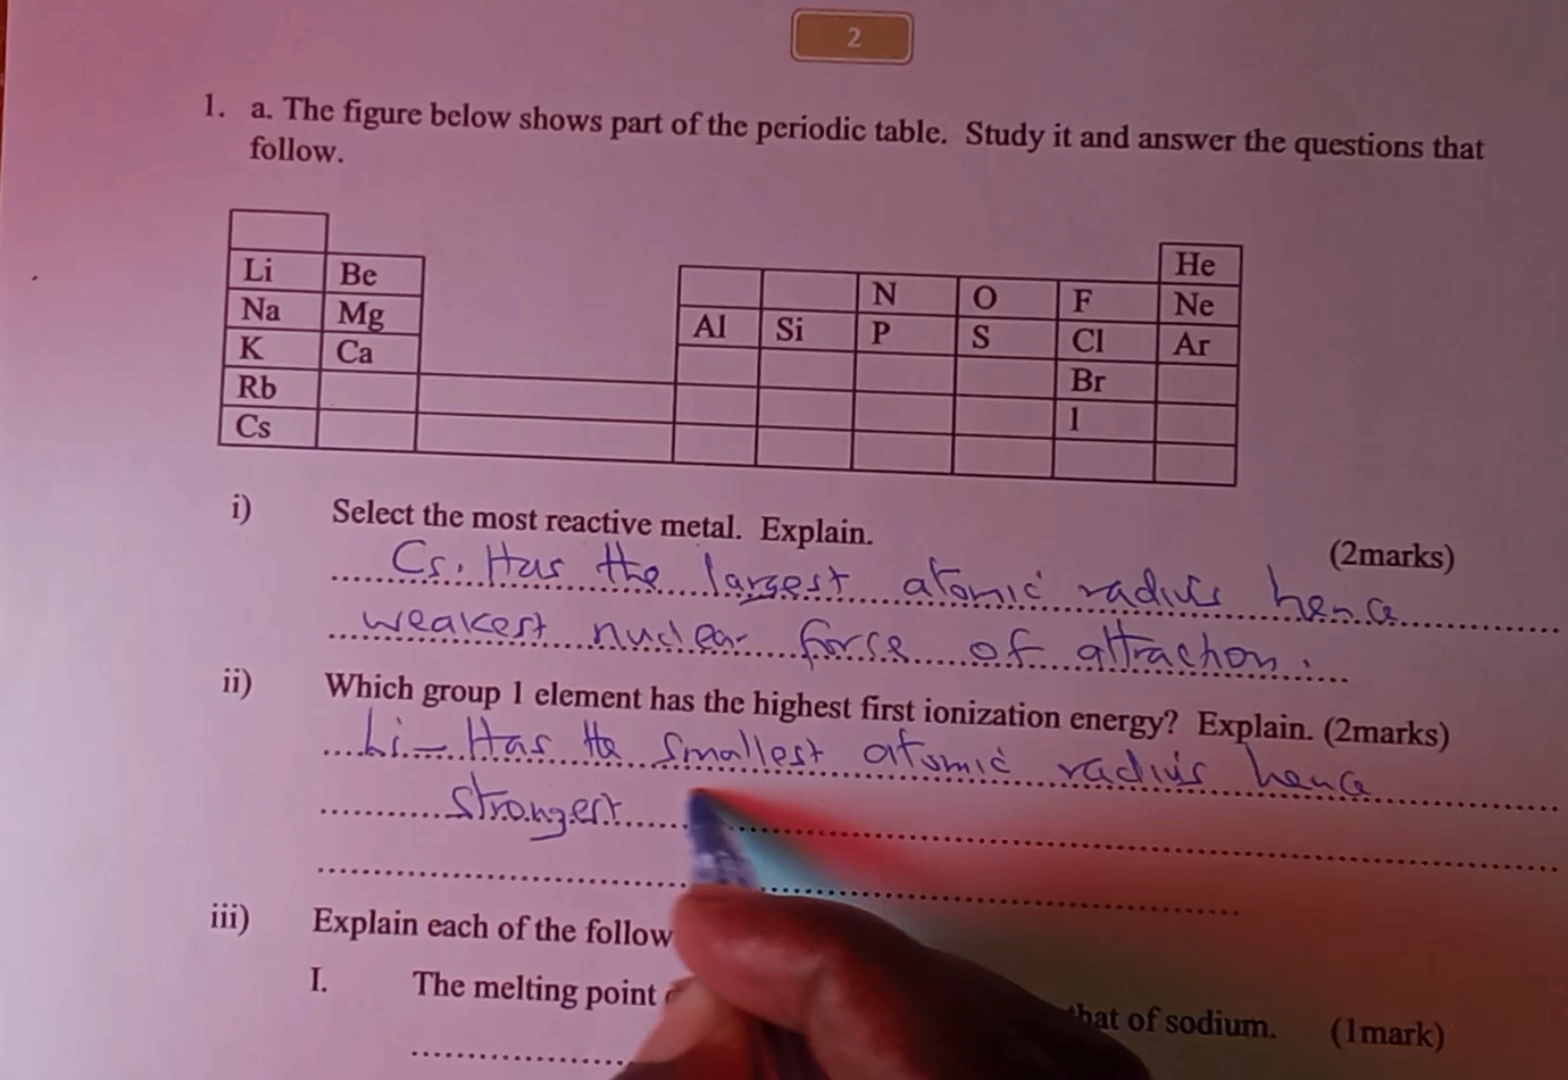 2
1. a. The figure below shows part of the periodic table. Study it and answer the questions that
follow.
He
Li Be N O F Ne
Na Mg Al Si P S Cl Ar
K Ca Br
Rb I
Cs
i) Select the most reactive metal. Explain. (2marks)
Cs. Has the largest atomic radius hence
weakest nuclear force of attraction.
ii) Which group 1 element has the highest first ionization energy? Explain. (2marks)
Li - Has the smallest atomic radius hence
strongest
iii) Explain each of the follow
I. The melting point that of sodium. (1mark)